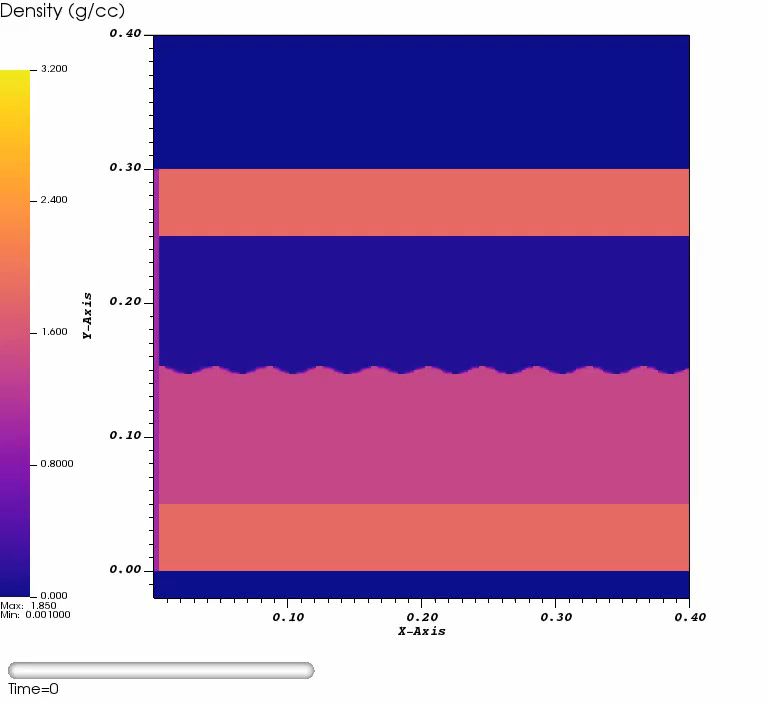 Density (g/cc)
3.200
2.400
1.600
0.8000
0.000
Max: 1.850
Min: 0.001000
0.40
0.30
0.20
0.10
0.00
Y-Axis
0.10 0.20 0.30 0.40
X-Axis
Time=0